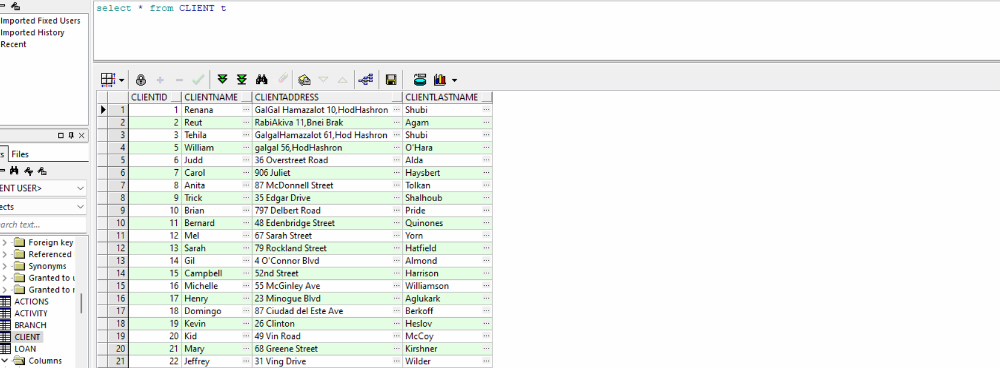 select * from CLIENT t
Imported Fixed Users
Imported History
Recent
Files
ENT USER>
ects
arch text...
Foreign key
Referenced
Synonyms
Granted to
Granted to
ACTIONS
ACTIVITY
BRANCH
CLIENT
LOAN
Columns
CLIENTID CLIENTNAME CLIENTADDRESS CLIENTLASTNAME
1 1 Renana ... GalGal Hamazalot 10,HodHashron ... Shubi ...
2 2 Reut ... RabiAkiva 11,Bnei Brak ... Agam ...
3 3 Tehila ... GalgalHamazalot 61,Hod Hashron ... Shubi ...
4 5 William ... galgal 56,HodHashron ... O'Hara ...
5 6 Judd ... 36 Overstreet Road ... Alda ...
6 7 Carol ... 906 Juliet ... Haysbert ...
7 8 Anita ... 87 McDonnell Street ... Tolkan ...
8 9 Trick ... 35 Edgar Drive ... Shalhoub ...
9 10 Brian ... 797 Delbert Road ... Pride ...
10 11 Bernard ... 48 Edenbridge Street ... Quinones ...
11 12 Mel ... 67 Sarah Street ... Yorn ...
12 13 Sarah ... 79 Rockland Street ... Hatfield ...
13 14 Gil ... 4 O'Connor Blvd ... Almond ...
14 15 Campbell ... 52nd Street ... Harrison ...
15 16 Michelle ... 55 McGinley Ave ... Williamson ...
16 17 Henry ... 23 Minogue Blvd ... Aglukark ...
17 18 Domingo ... 87 Ciudad del Este Ave ... Berkoff ...
18 19 Kevin ... 26 Clinton ... Heslov ...
19 20 Kid ... 49 Vin Road ... McCoy ...
20 21 Mary ... 68 Greene Street ... Kirshner ...
21 22 Jeffrey ... 31 Ving Drive ... Wilder ...